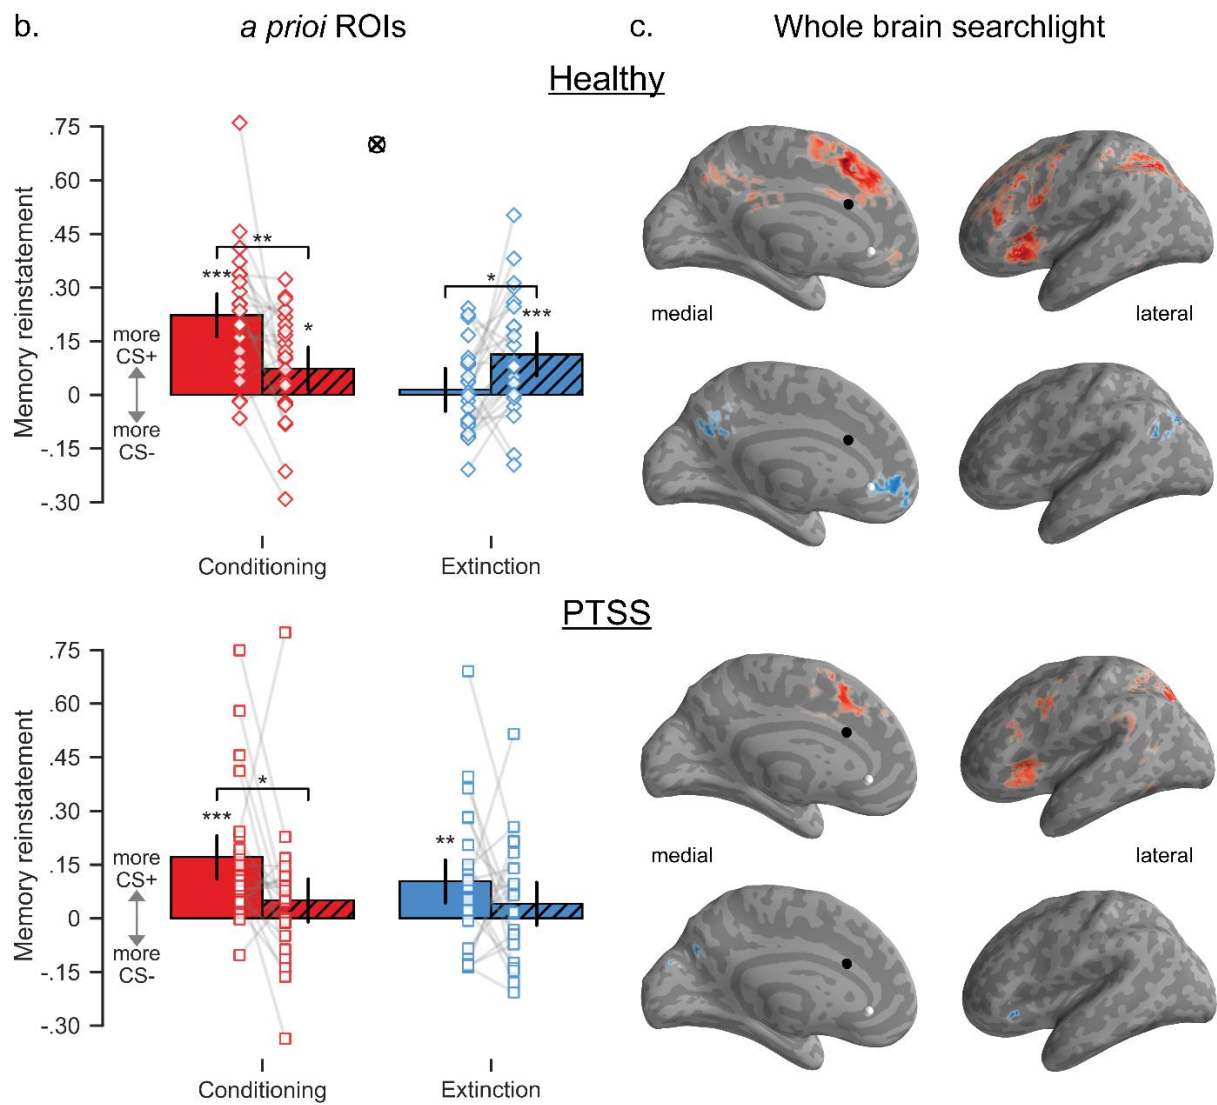 b. a prioi ROIs
c. Whole brain searchlight
Healthy
Memory reinstatement
.75
.60
.45
.30
.15
0
-.15
-.30
more
CS+
more
CS-
**
***
*
*
***
Conditioning
Extinction
medial
lateral
PTSS
Memory reinstatement
.75
.60
.45
.30
.15
0
-.15
-.30
more
CS+
more
CS-
*
***
**
Conditioning
Extinction
medial
lateral